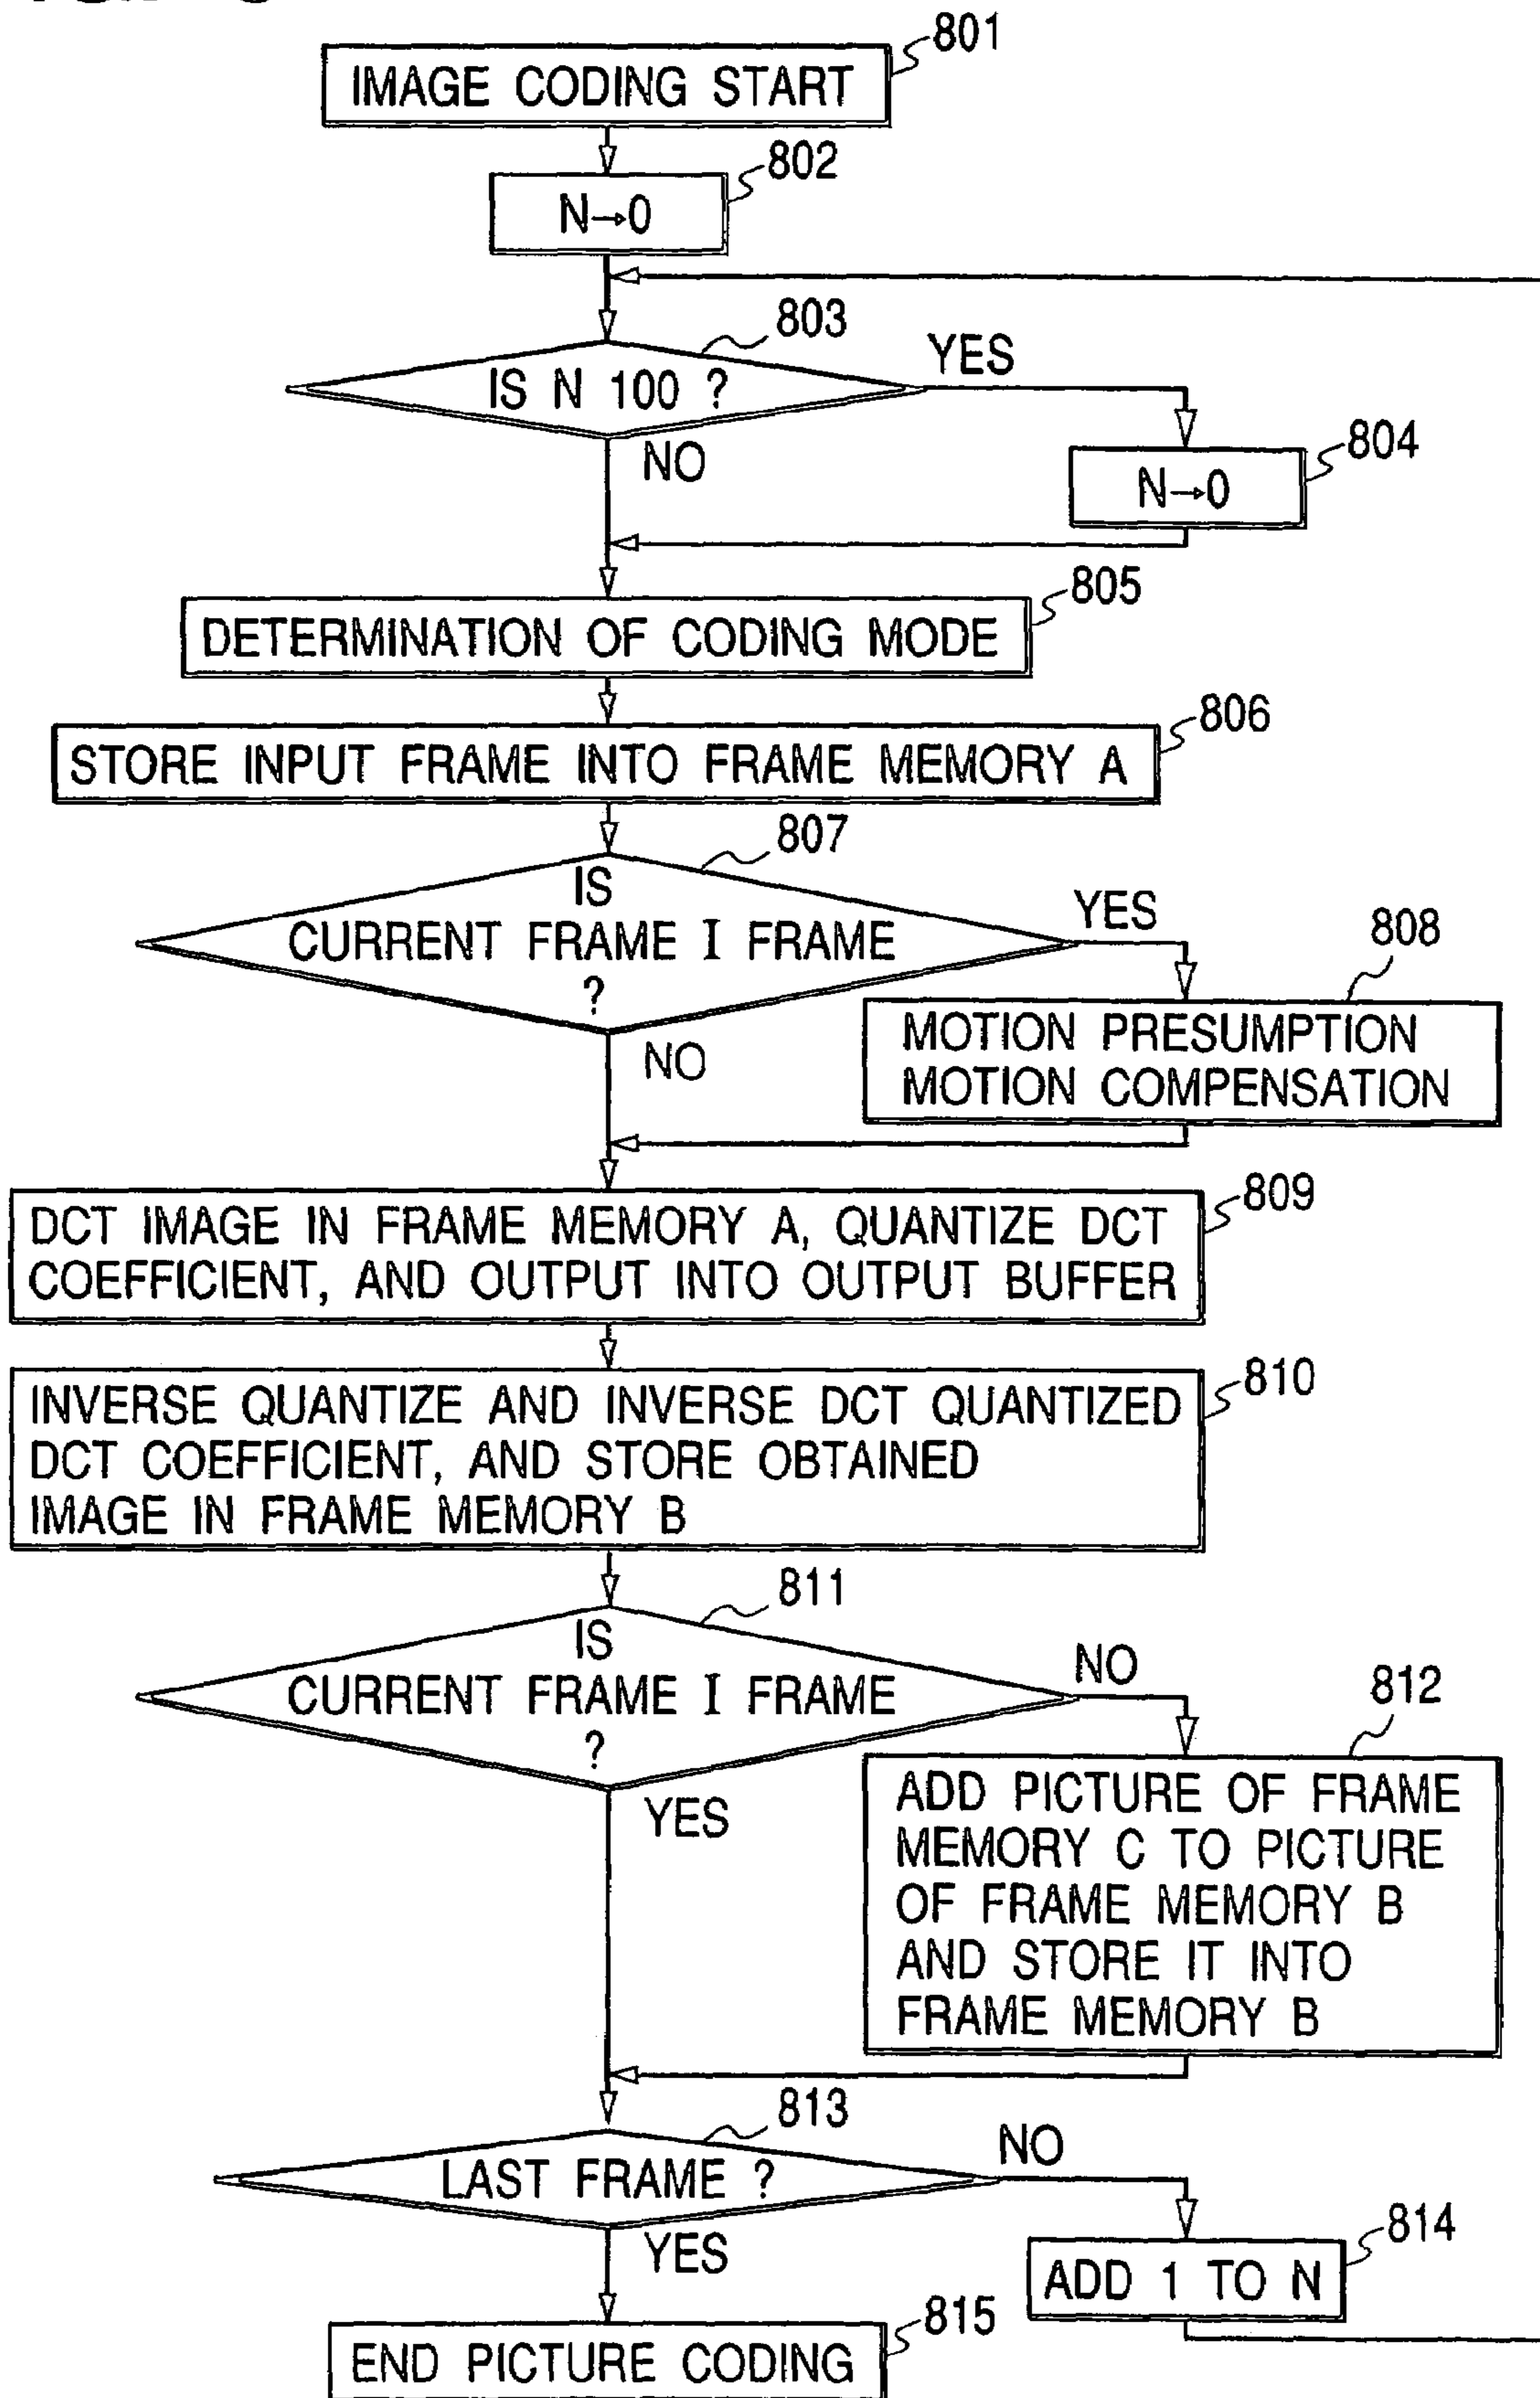 801
IMAGE CODING START
802
N→0
803
YES
IS N 100 ?
NO
804
N→0
805
DETERMINATION OF CODING MODE
806
STORE INPUT FRAME INTO FRAME MEMORY A
807
IS
CURRENT FRAME I FRAME
?
YES
NO
808
MOTION PRESUMPTION
MOTION COMPENSATION
809
DCT IMAGE IN FRAME MEMORY A, QUANTIZE DCT
COEFFICIENT, AND OUTPUT INTO OUTPUT BUFFER
810
INVERSE QUANTIZE AND INVERSE DCT QUANTIZED
DCT COEFFICIENT, AND STORE OBTAINED
IMAGE IN FRAME MEMORY B
811
IS
CURRENT FRAME I FRAME
?
NO
YES
812
ADD PICTURE OF FRAME
MEMORY C TO PICTURE
OF FRAME MEMORY B
AND STORE IT INTO
FRAME MEMORY B
813
LAST FRAME ?
NO
YES
814
ADD 1 TO N
815
END PICTURE CODING